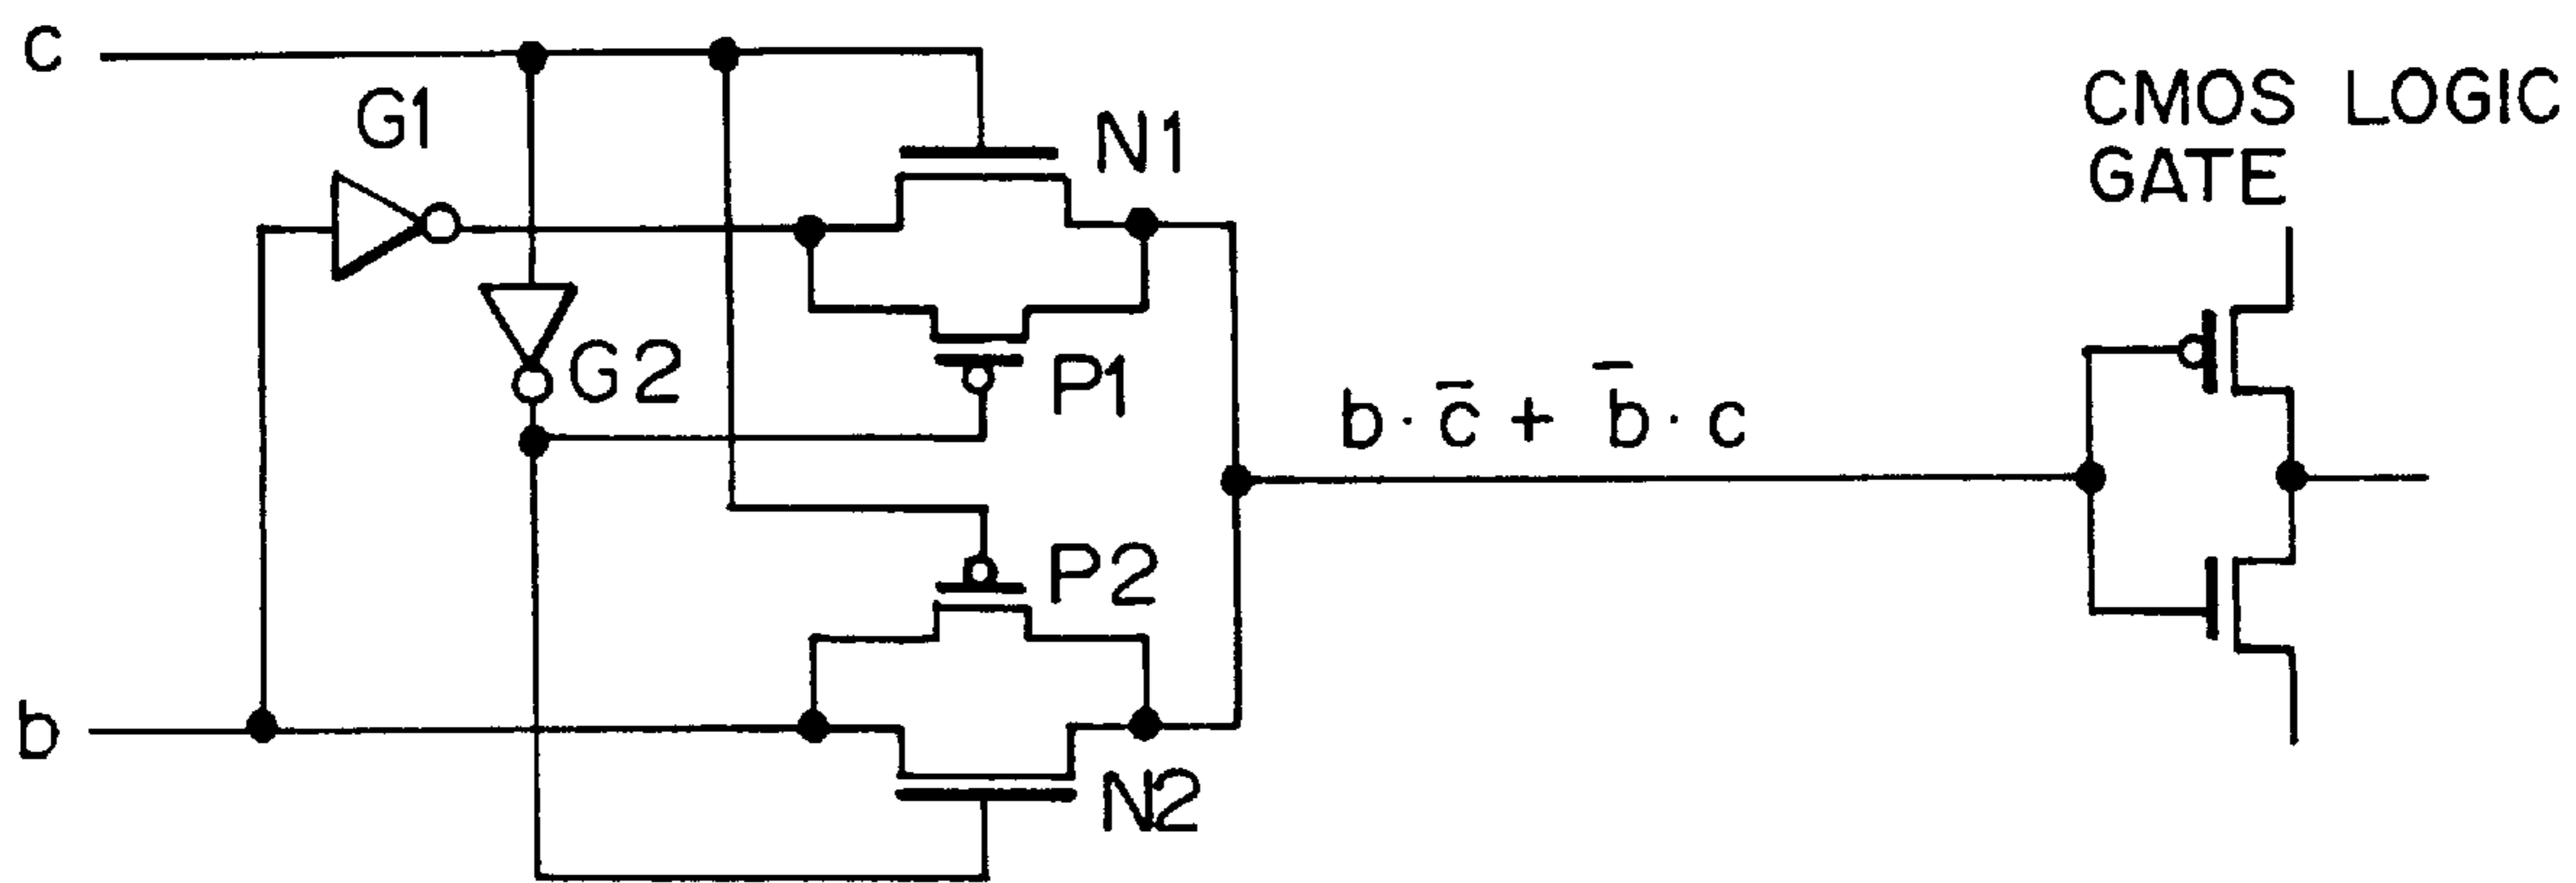 c
G1
N1
CMOS LOGIC
GATE
G2
P1
b · c̅ + b̅ · c
P2
b
N2